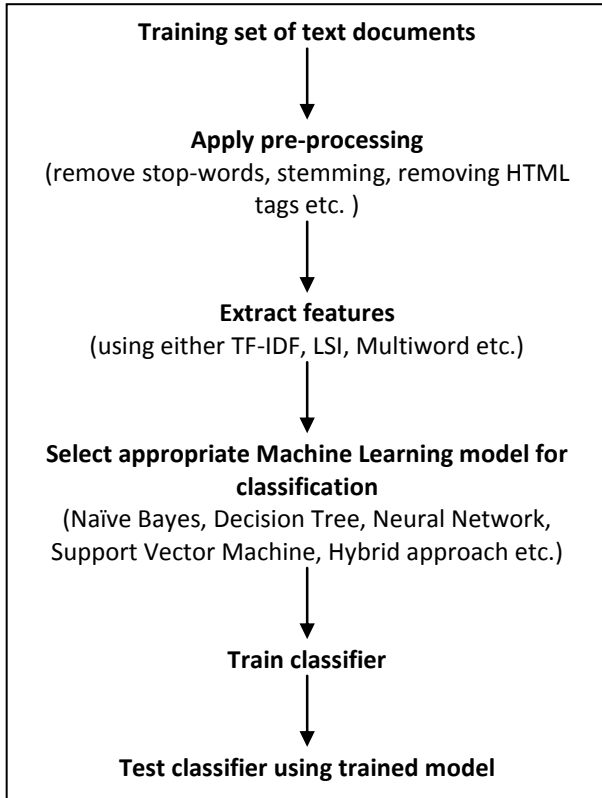 Training set of text documents
Apply pre-processing
(remove stop-words, stemming, removing HTML
tags etc. )
Extract features
(using either TF-IDF, LSI, Multiword etc.)
Select appropriate Machine Learning model for
classification
(Naïve Bayes, Decision Tree, Neural Network,
Support Vector Machine, Hybrid approach etc.)
Train classifier
Test classifier using trained model